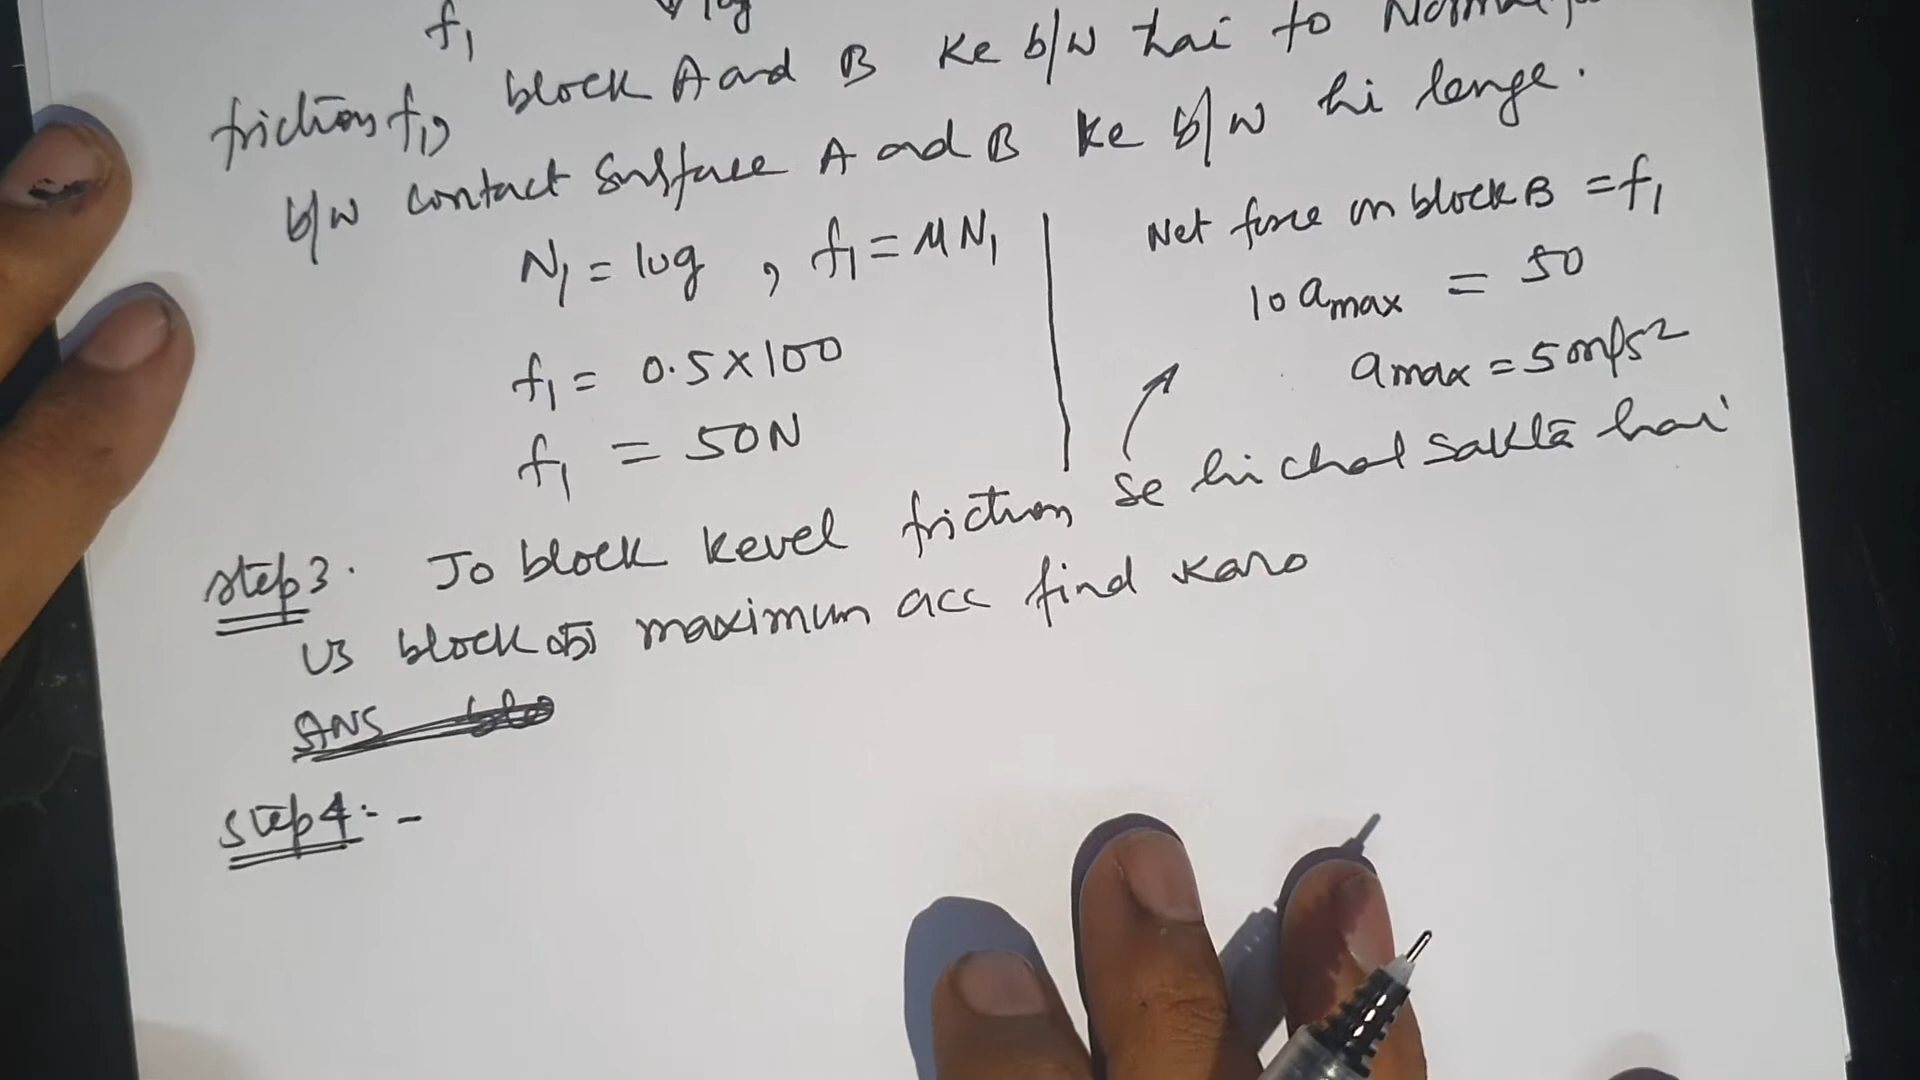 f₁
friction f₁, block A and B ke b/w hai to Normal
b/w contact surface A and B ke b/w hi lenge.
N₁ = 10g , f₁ = μN₁
f₁ = 0.5×100
f₁ = 50N
Net force on block B = f₁
10 amax = 50
amax = 5 m/s²
step 3. Jo block kevel friction se hi chal sakta hai
us block का maximum acc find karo
ANS
step 4:-